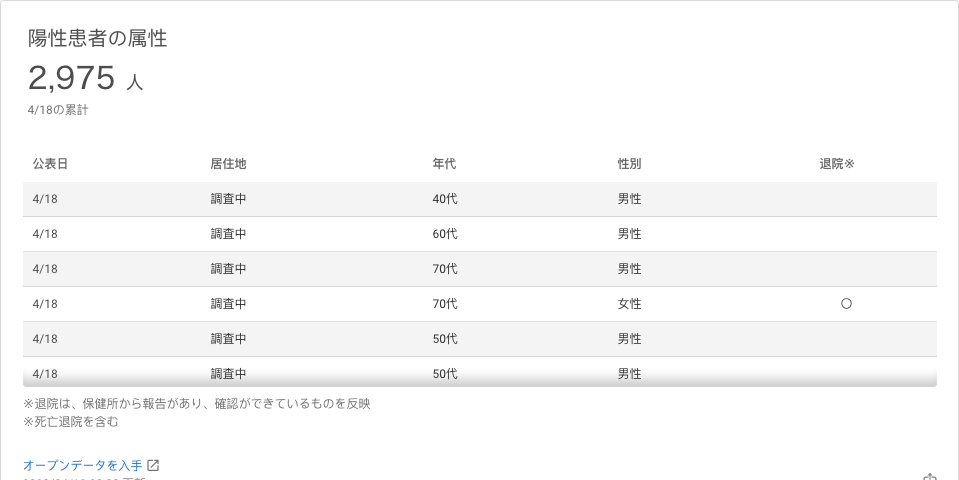 陽性患者の属性
2,975 人
4/18の累計
公表日 居住地 年代 性別 退院※
4/18 調査中 40代 男性
4/18 調査中 60代 男性
4/18 調査中 70代 男性
4/18 調査中 70代 女性 ○
4/18 調査中 50代 男性
4/18 調査中 50代 男性
※退院は、保健所から報告があり、確認ができているものを反映
※死亡退院を含む
オープンデータを入手